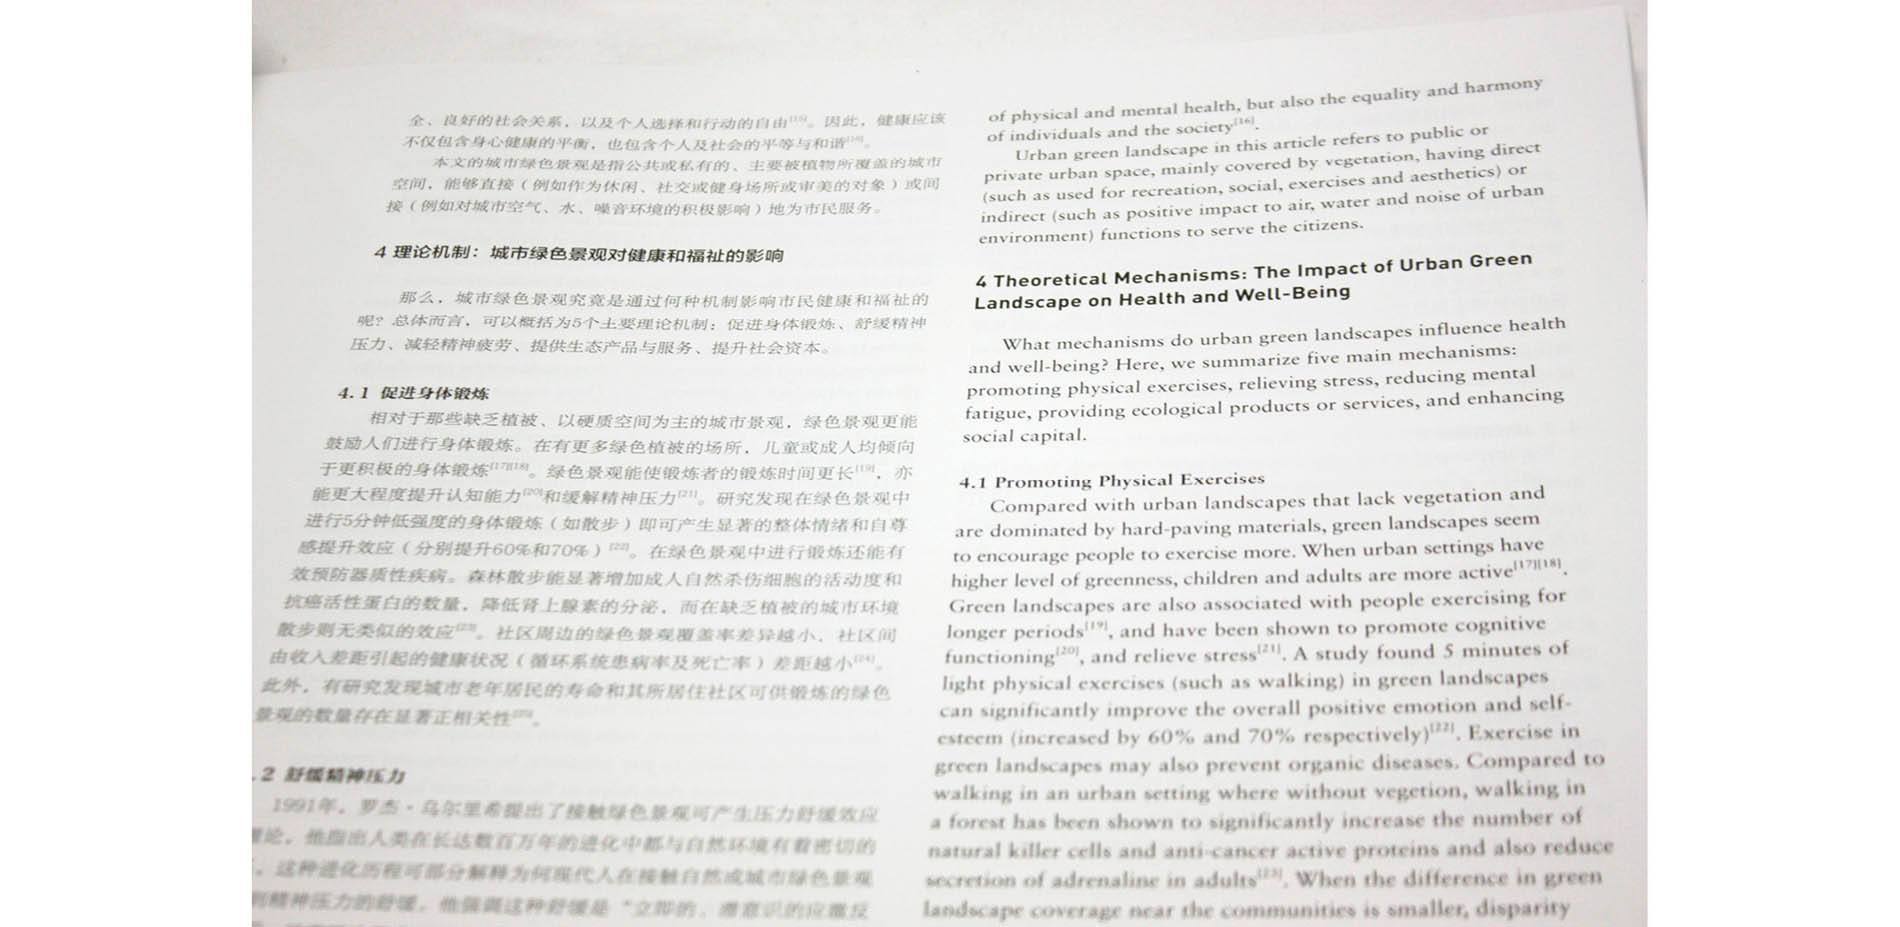 全、良好的社会关系，以及个人选择和行动的自由[15]。因此，健康应该
不仅包含身心健康的平衡，也包含个人及社会的平等与和谐[16]。
本文的城市绿色景观是指公共或私有的、主要被植物所覆盖的城市
空间，能够直接（例如作为休闲、社交或健身场所或审美的对象）或间
接（例如对城市空气、水、噪音环境的积极影响）地为市民服务。
4 理论机制：城市绿色景观对健康和福祉的影响
那么，城市绿色景观究竟是通过何种机制影响市民健康和福祉的
呢？总体而言，可以概括为5个主要理论机制：促进身体锻炼、舒缓精神
压力、减轻精神疲劳、提供生态产品与服务、提升社会资本。
4.1 促进身体锻炼
相对于那些缺乏植被、以硬质空间为主的城市景观，绿色景观更能
鼓励人们进行身体锻炼。在有更多绿色植被的场所，儿童或成人均倾向
于更积极的身体锻炼[17][18]。绿色景观能使锻炼者的锻炼时间更长[19]，亦
能更大程度提升认知能力[20]和缓解精神压力[21]。研究发现在绿色景观中
进行5分钟低强度的身体锻炼（如散步）即可产生显著的整体情绪和自尊
感提升效应（分别提升60%和70%）[22]。在绿色景观中进行锻炼还能有
效预防器质性疾病。森林散步能显著增加成人自然杀伤细胞的活动度和
抗癌活性蛋白的数量，降低肾上腺素的分泌，而在缺乏植被的城市环境
散步则无类似的效应[23]。社区周边的绿色景观覆盖率差异越小，社区间
由收入差距引起的健康状况（循环系统患病率及死亡率）差距越小[24]。
此外，有研究发现城市老年居民的寿命和其所居住社区可供锻炼的绿色
景观的数量存在显著正相关性[25]。
.2 舒缓精神压力
1991年，罗杰·乌尔里希提出了接触绿色景观可产生压力舒缓效应
理论。他指出人类在长达数百万年的进化中都与自然环境有着密切的
，这种进化历程可部分解释为何现代人在接触自然或城市绿色景观
到精神压力的舒缓。他强调这种舒缓是“立即的、潜意识的应激反
of physical and mental health, but also the equality and harmony
of individuals and the society[16].
Urban green landscape in this article refers to public or
private urban space, mainly covered by vegetation, having direct
(such as used for recreation, social, exercises and aesthetics) or
indirect (such as positive impact to air, water and noise of urban
environment) functions to serve the citizens.
4 Theoretical Mechanisms: The Impact of Urban Green
Landscape on Health and Well-Being
What mechanisms do urban green landscapes influence health
and well-being? Here, we summarize five main mechanisms:
promoting physical exercises, relieving stress, reducing mental
fatigue, providing ecological products or services, and enhancing
social capital.
4.1 Promoting Physical Exercises
Compared with urban landscapes that lack vegetation and
are dominated by hard-paving materials, green landscapes seem
to encourage people to exercise more. When urban settings have
higher level of greenness, children and adults are more active[17][18].
Green landscapes are also associated with people exercising for
longer periods[19], and have been shown to promote cognitive
functioning[20], and relieve stress[21]. A study found 5 minutes of
light physical exercises (such as walking) in green landscapes
can significantly improve the overall positive emotion and self-
esteem (increased by 60% and 70% respectively)[22]. Exercise in
green landscapes may also prevent organic diseases. Compared to
walking in an urban setting where without vegetion, walking in
a forest has been shown to significantly increase the number of
natural killer cells and anti-cancer active proteins and also reduce
secretion of adrenaline in adults[23]. When the difference in green
landscape coverage near the communities is smaller, disparity